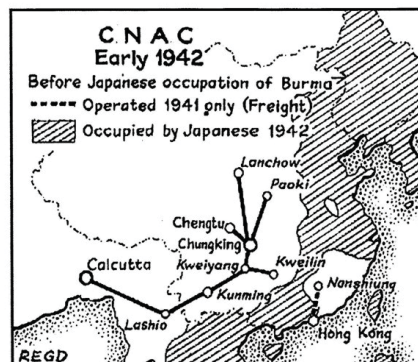 CNAC
Early 1942
Before Japanese occupation of Burma
Operated 1941 only (Freight)
Occupied by Japanese 1942
Lanchow
Paoki
Chengtu
Chungking
Kweiyang
Kweilin
Calcutta
Nanshiung
Kunming
Lashio
Hong Kong
REGD